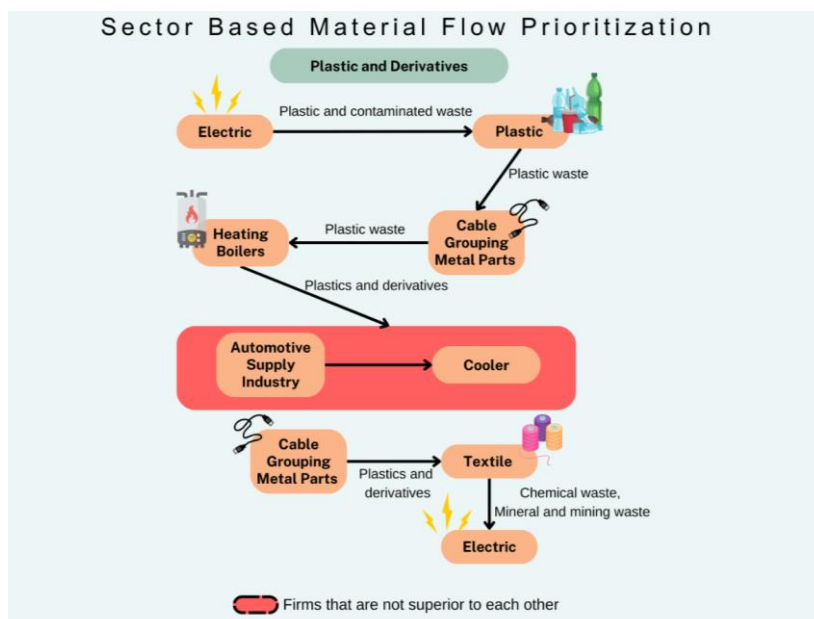 Sector Based Material Flow Prioritization
Plastic and Derivatives
Plastic and contaminated waste
Electric
Plastic
Plastic waste
Heating
Boilers
Plastic waste
Cable
Grouping
Metal Parts
Plastics and derivatives
Automotive
Supply
Industry
Cooler
Cable
Grouping
Metal Parts
Plastics and
derivatives
Textile
Chemical waste,
Mineral and mining waste
Electric
Firms that are not superior to each other